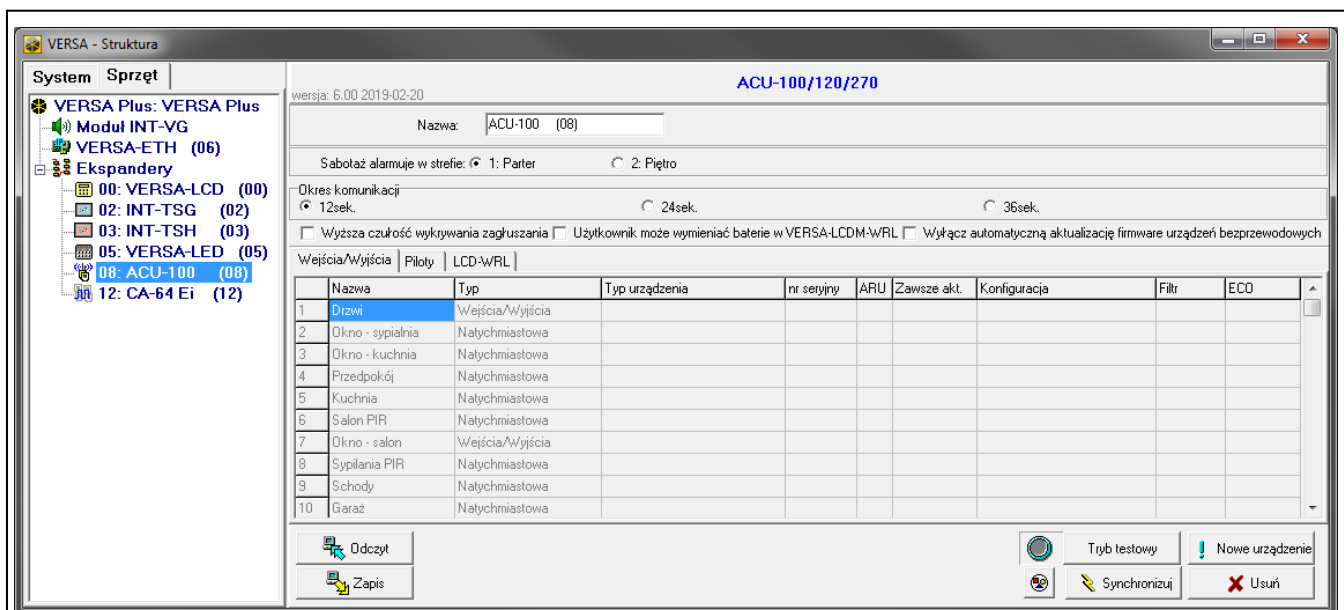 VERSA - Struktura
System Sprzęt
VERSA Plus: VERSA Plus
Moduł INT-VG
VERSA-ETH (06)
Ekspandery
00: VERSA-LCD (00)
02: INT-TSG (02)
03: INT-TSH (03)
05: VERSA-LED (05)
08: ACU-100 (08)
12: CA-64 Ei (12)
ACU-100/120/270
wersja: 6.00 2019-02-20
Nazwa: ACU-100 (08)
Sabotaż alarmuje w strefie: 1: Parter 2: Piętro
Okres komunikacji
12sek. 24sek. 36sek.
Wyższa czułość wykrywania zagłuszania Użytkownik może wymieniać baterie w VERSA-LCDM-WRL Wyłącz automatyczną aktualizację firmware urządzeń bezprzewodowych
Wejścia/Wyjścia Piloty LCD-WRL
Nazwa Typ Typ urządzenia nr seryjny ARU Zawsze akt. Konfiguracja Filtr ECO
1 Drzwi Wejścia/Wyjścia
2 Okno - sypialnia Natychmiastowa
3 Okno - kuchnia Natychmiastowa
4 Przedpokój Natychmiastowa
5 Kuchnia Natychmiastowa
6 Salon PIR Natychmiastowa
7 Okno - salon Wejścia/Wyjścia
8 Sypilania PIR Natychmiastowa
9 Schody Natychmiastowa
10 Garaż Natychmiastowa
Odczyt Tryb testowy Nowe urządzenie
Zapis Synchronizuj Usuń